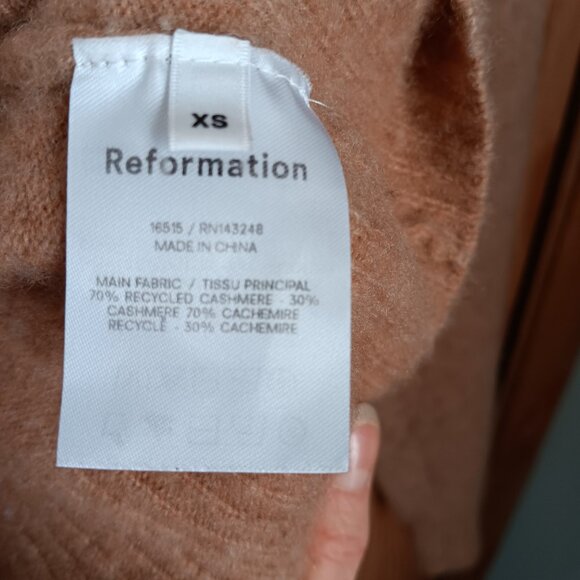 XS
Reformation
16515 / RN143248
MADE IN CHINA
MAIN FABRIC / TISSU PRINCIPAL
70% RECYCLED CASHMERE - 30%
CASHMERE 70% CACHEMIRE
RECYCLE - 30% CACHEMIRE